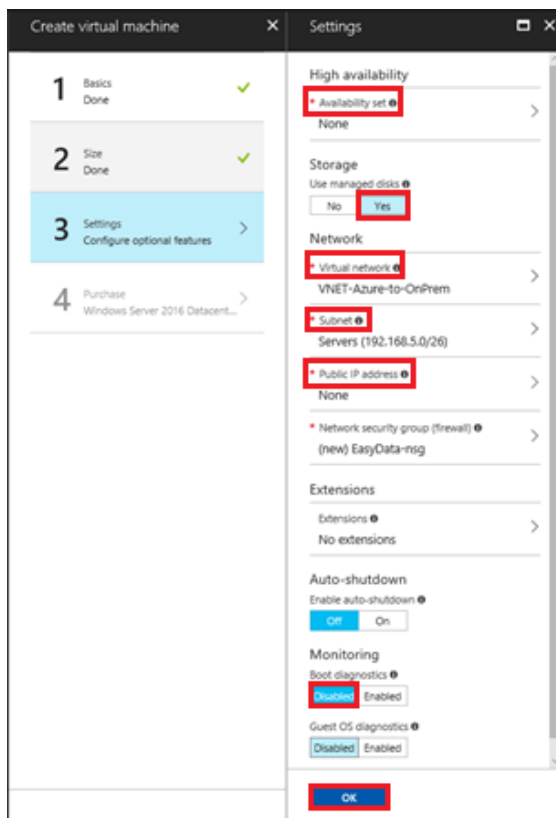 Create virtual machine
1
Basics
Done
2
Size
Done
3
Settings
Configure optional features
4
Purchase
Windows Server 2016 Datacent...
Settings
High availability
* Availability set
None
Storage
Use managed disks
No Yes
Network
* Virtual network
VNET-Azure-to-OnPrem
* Subnet
Servers (192.168.5.0/26)
* Public IP address
None
* Network security group (firewall)
(new) EasyData-nsg
Extensions
Extensions
No extensions
Auto-shutdown
Enable auto-shutdown
Off On
Monitoring
Boot diagnostics
Disabled Enabled
Guest OS diagnostics
Disabled Enabled
OK